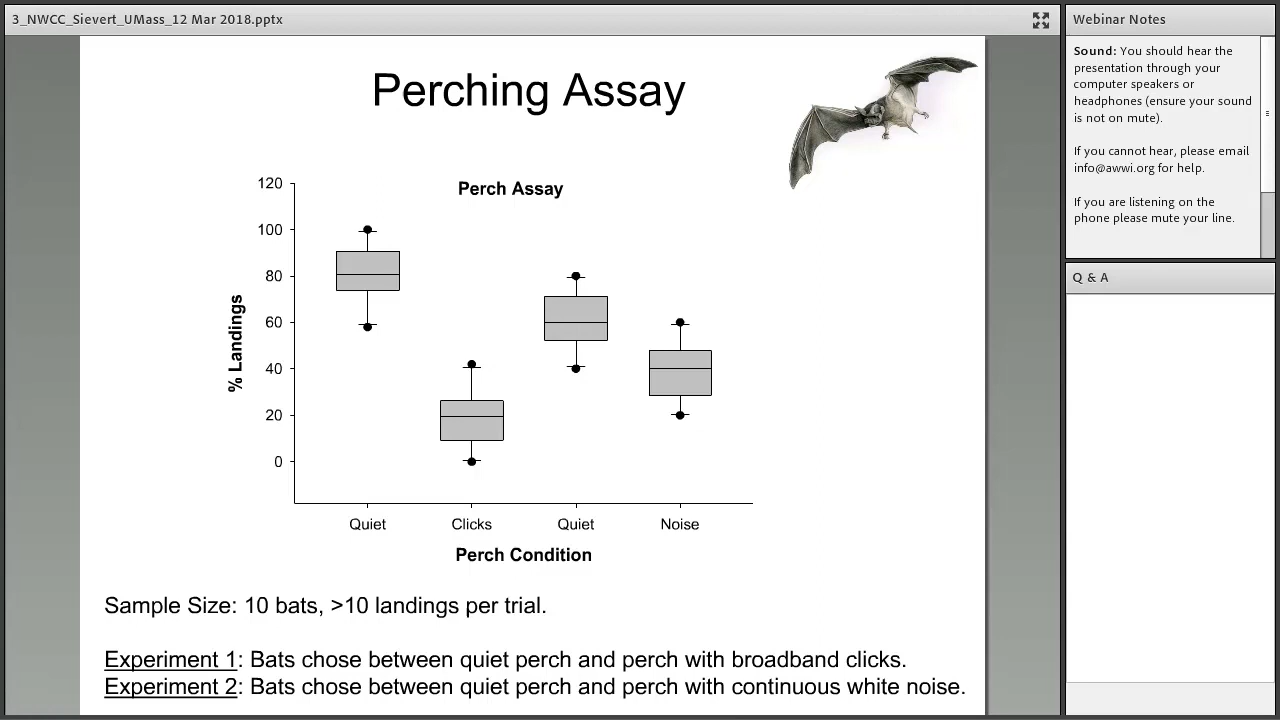 3_NWCC_Sievert_UMass_12 Mar 2018.pptx
Perching Assay
Perch Assay
120
100
80
60
40
20
0
% Landings
Quiet Clicks Quiet Noise
Perch Condition
Sample Size: 10 bats, >10 landings per trial.
Experiment 1: Bats chose between quiet perch and perch with broadband clicks.
Experiment 2: Bats chose between quiet perch and perch with continuous white noise.
Webinar Notes
Sound: You should hear the
presentation through your
computer speakers or
headphones (ensure your sound
is not on mute).
If you cannot hear, please email
info@awwi.org for help.
If you are listening on the
phone please mute your line.
Q & A